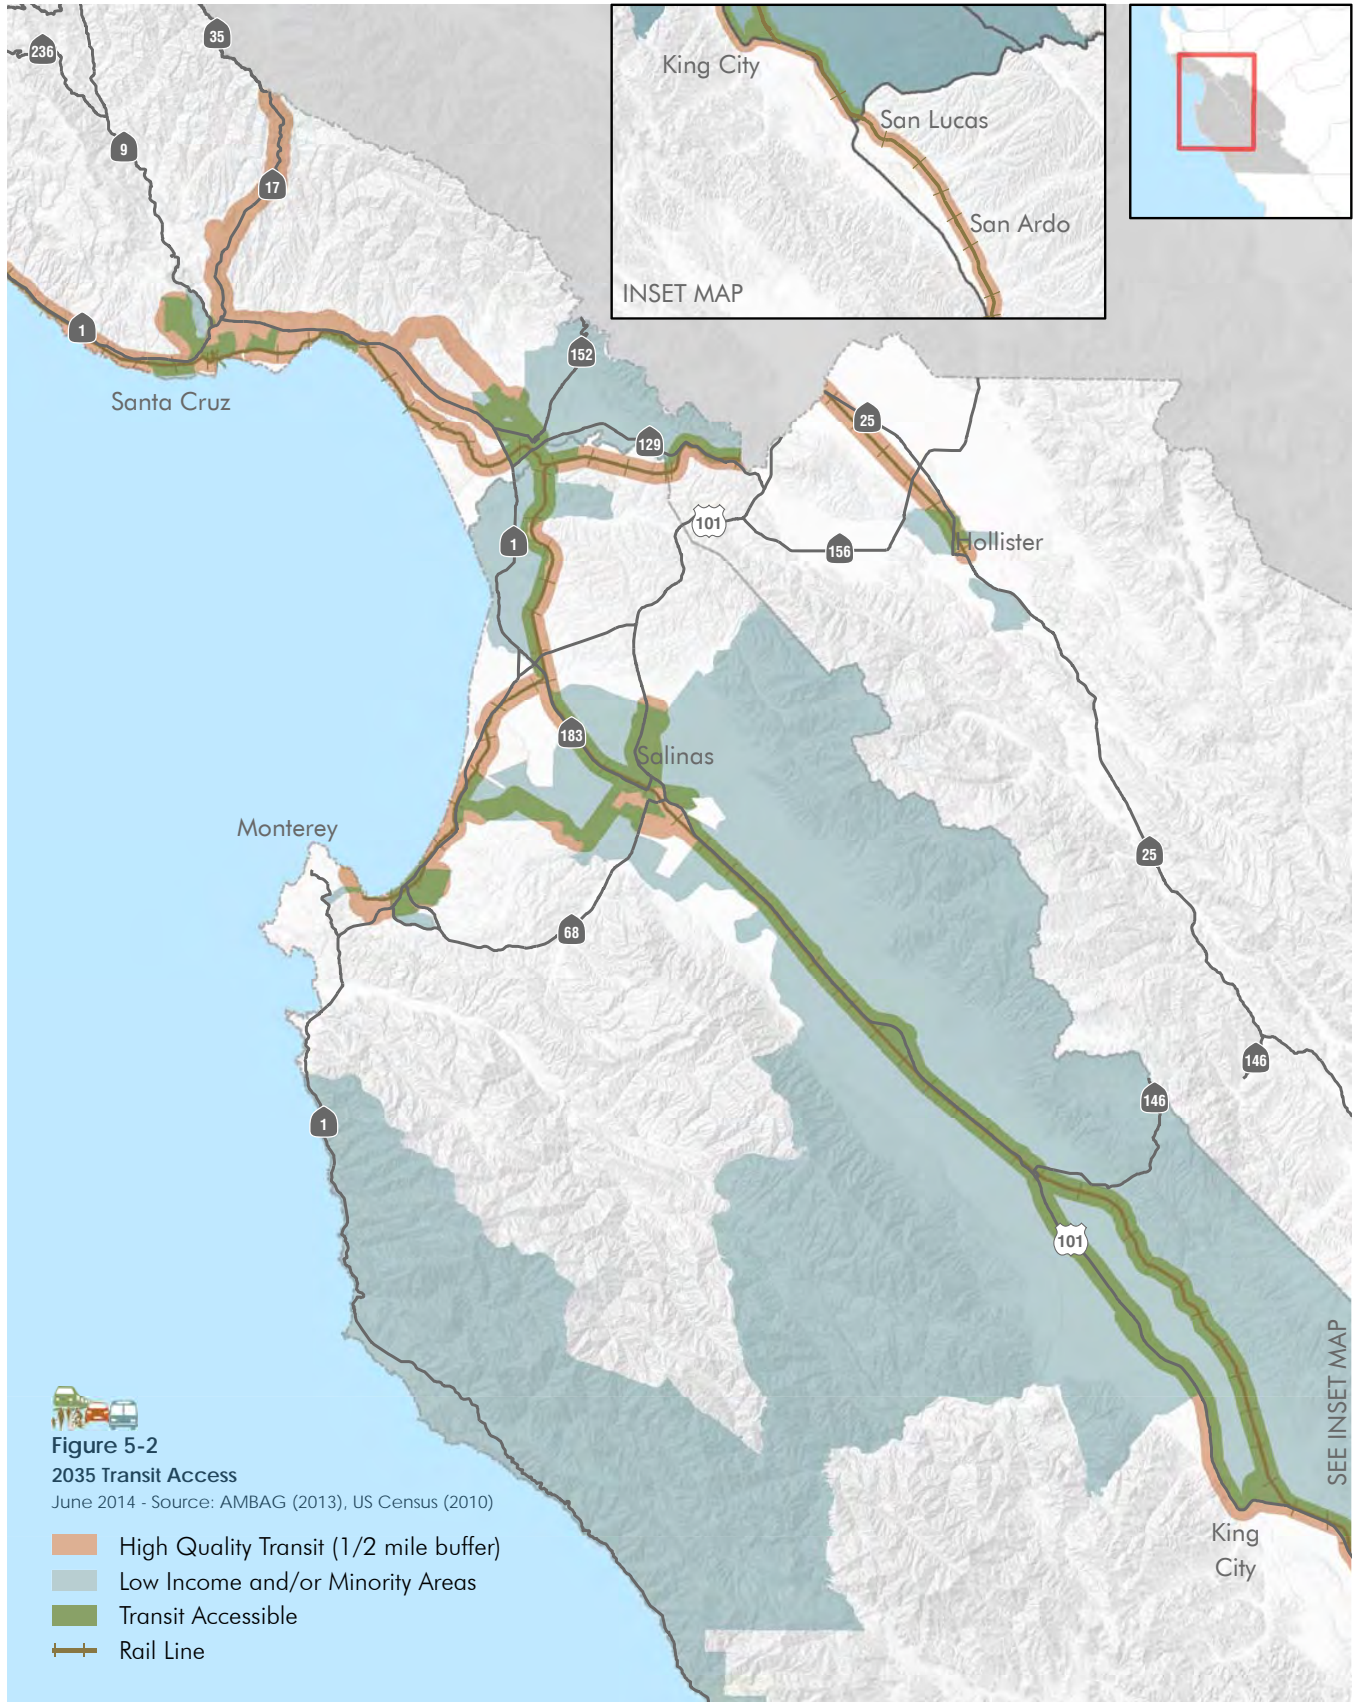 236
35
9
17
1
Santa Cruz
King City
San Lucas
San Ardo
INSET MAP
152
129
25
101
156
Hollister
1
183
Salinas
Monterey
68
25
146
146
1
101
SEE INSET MAP
King
City
Figure 5-2
2035 Transit Access
June 2014 - Source: AMBAG (2013), US Census (2010)
High Quality Transit (1/2 mile buffer)
Low Income and/or Minority Areas
Transit Accessible
Rail Line